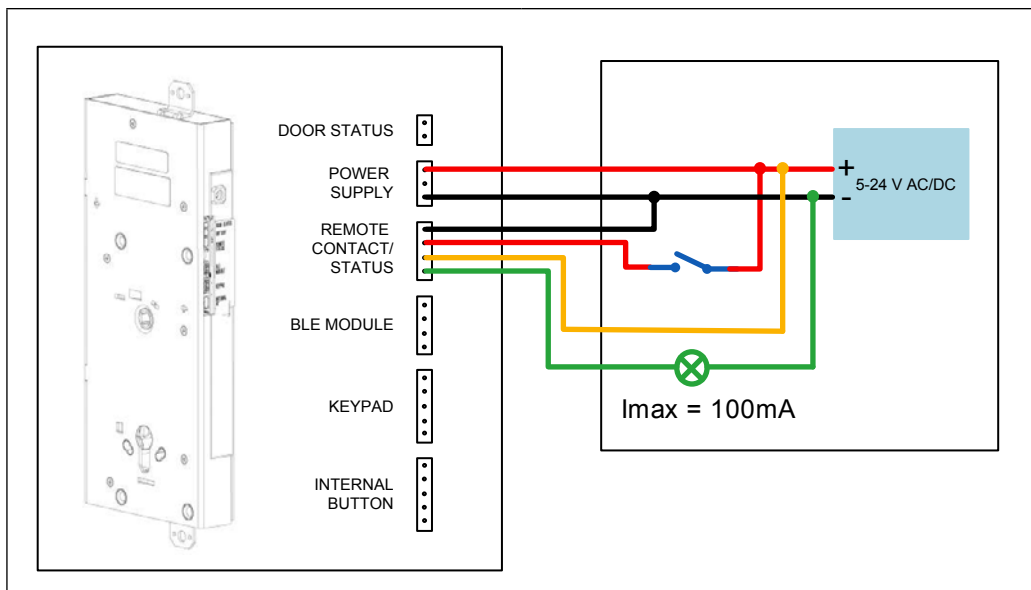 DOOR STATUS
POWER
SUPPLY
REMOTE
CONTACT/
STATUS
BLE MODULE
KEYPAD
INTERNAL
BUTTON
+
5-24 V AC/DC
-
Imax = 100mA